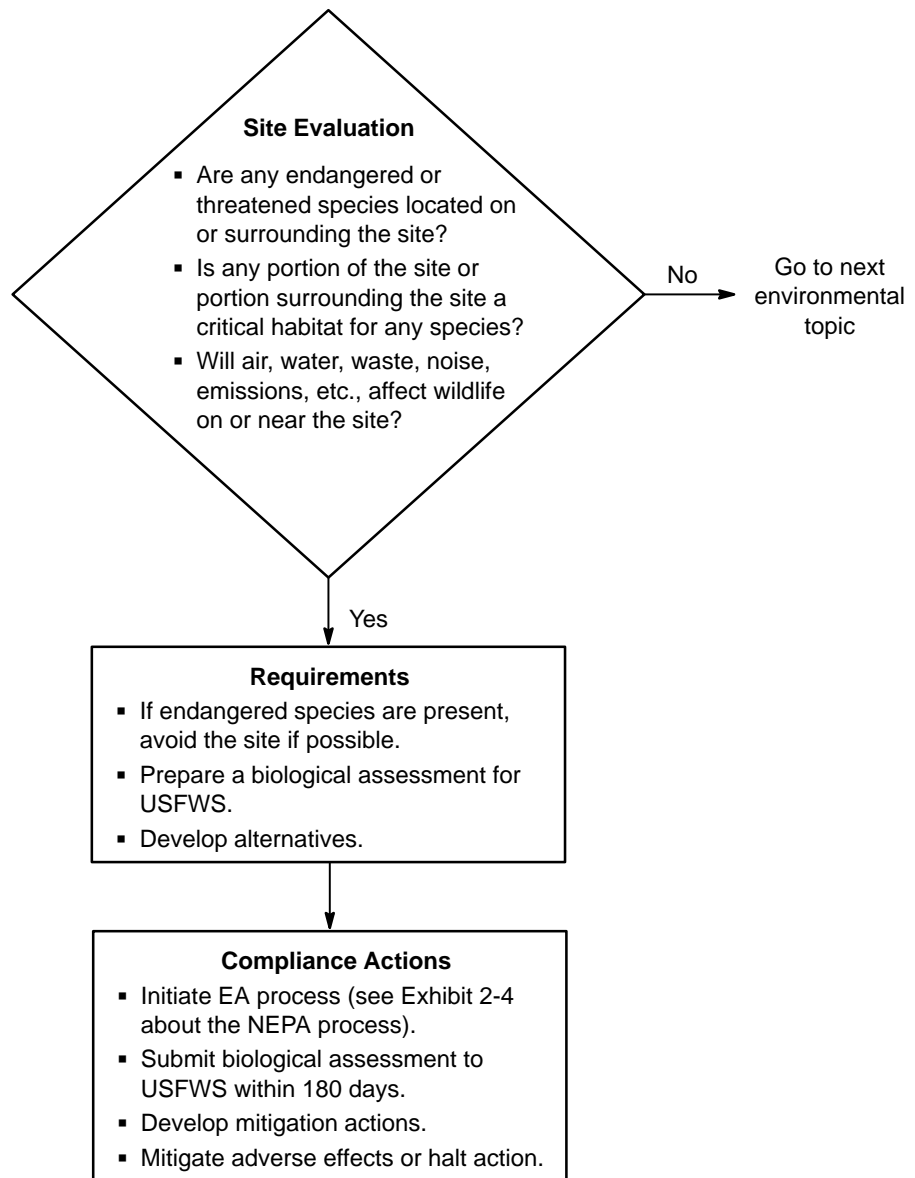 Site Evaluation
▪ Are any endangered or
threatened species located on
or surrounding the site?
▪ Is any portion of the site or
portion surrounding the site a
critical habitat for any species?
▪ Will air, water, waste, noise,
emissions, etc., affect wildlife
on or near the site?
No
Go to next
environmental
topic
Yes
Requirements
▪ If endangered species are present,
avoid the site if possible.
▪ Prepare a biological assessment for
USFWS.
▪ Develop alternatives.
Compliance Actions
▪ Initiate EA process (see Exhibit 2-4
about the NEPA process).
▪ Submit biological assessment to
USFWS within 180 days.
▪ Develop mitigation actions.
▪ Mitigate adverse effects or halt action.